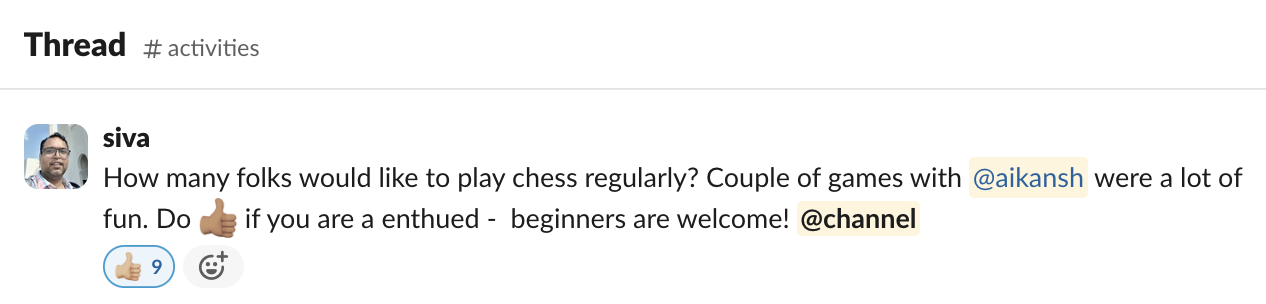 Thread # activities
siva
How many folks would like to play chess regularly? Couple of games with @aikansh were a lot of
fun. Do 👍🏽 if you are a enthued - beginners are welcome! @channel
👍🏼 9